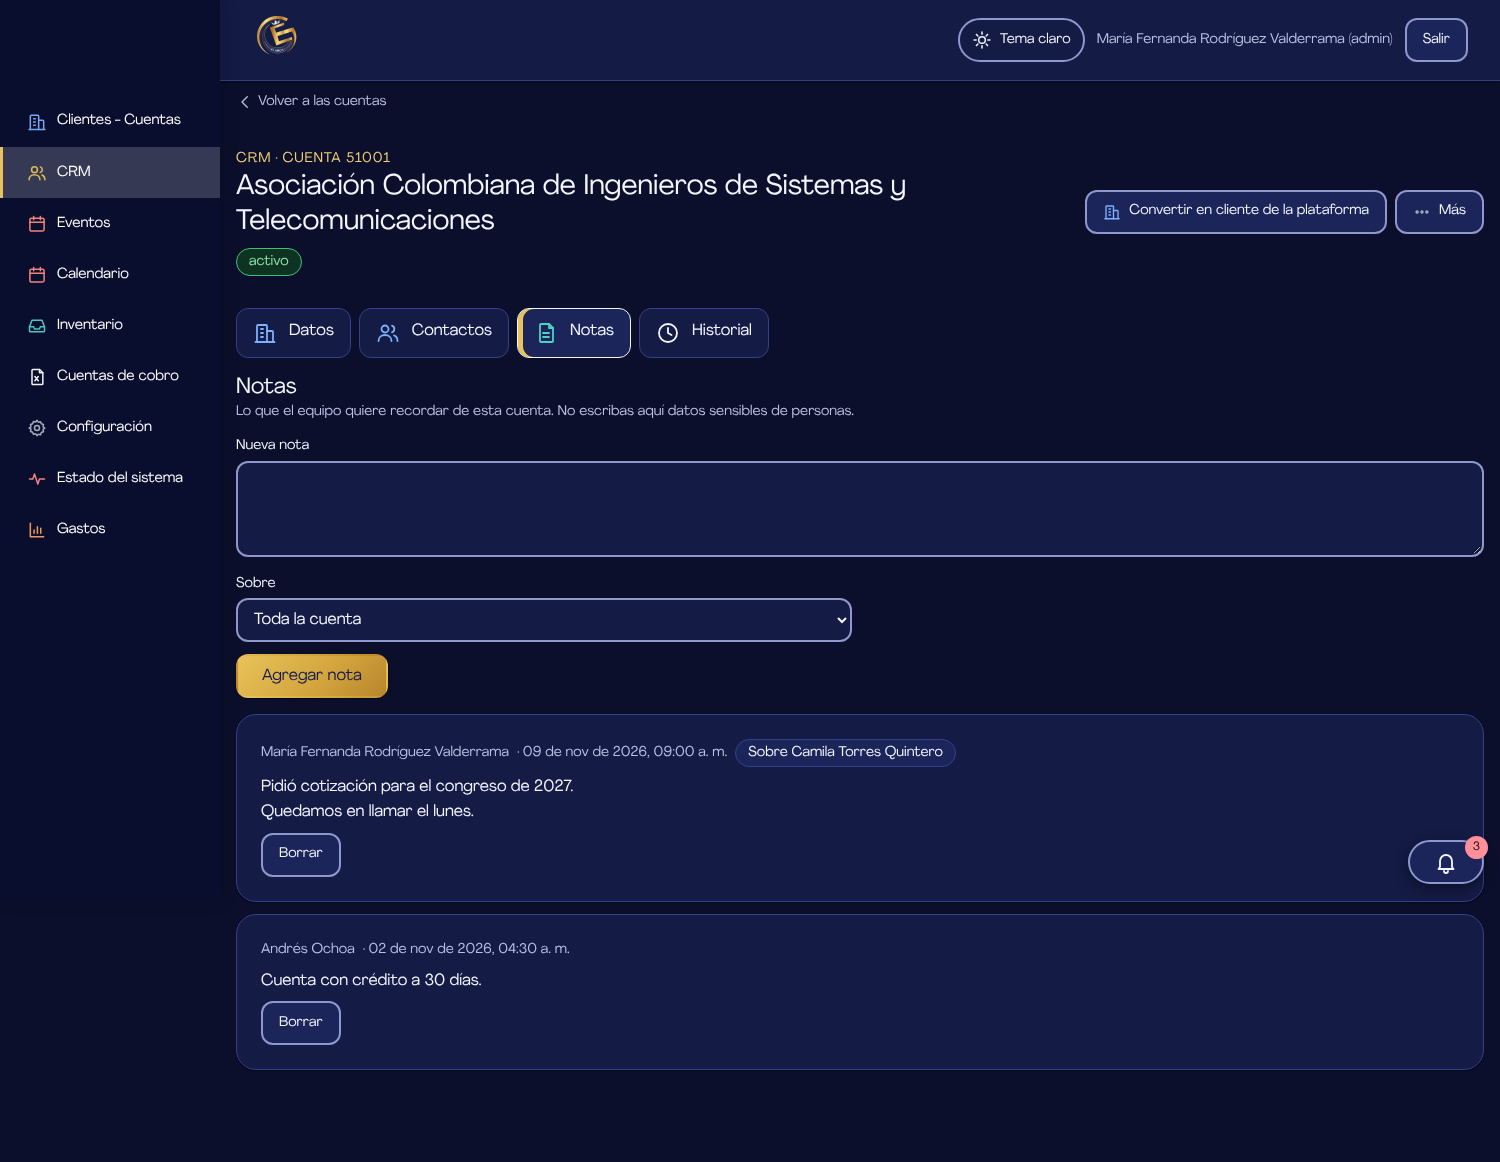 Tema claro
María Fernanda Rodríguez Valderrama (admin)
Salir
Clientes - Cuentas
CRM
Eventos
Calendario
Inventario
Cuentas de cobro
Configuración
Estado del sistema
Gastos
Volver a las cuentas
CRM · CUENTA 51001
Asociación Colombiana de Ingenieros de Sistemas y
Telecomunicaciones
activo
Convertir en cliente de la plataforma
Más
Datos
Contactos
Notas
Historial
Notas
Lo que el equipo quiere recordar de esta cuenta. No escribas aquí datos sensibles de personas.
Nueva nota
Sobre
Toda la cuenta
Agregar nota
María Fernanda Rodríguez Valderrama · 09 de nov de 2026, 09:00 a. m. Sobre Camila Torres Quintero
Pidió cotización para el congreso de 2027.
Quedamos en llamar el lunes.
Borrar
3
Andrés Ochoa · 02 de nov de 2026, 04:30 a. m.
Cuenta con crédito a 30 días.
Borrar